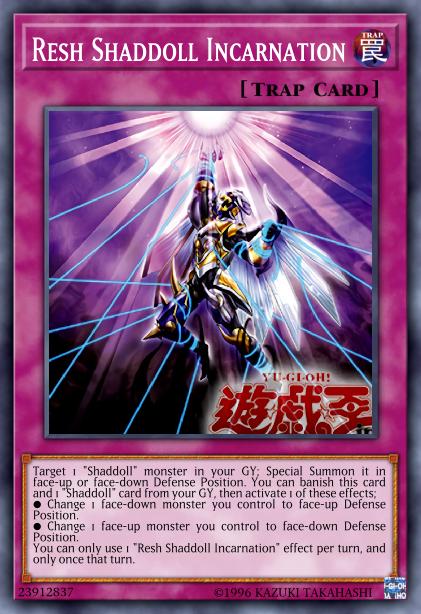 Resh Shaddoll Incarnation
TRAP
罠
[Trap Card]
YU-GI-OH!
遊戯王
Target 1 "Shaddoll" monster in your GY; Special Summon it in
face-up or face-down Defense Position. You can banish this card
and 1 "Shaddoll" card from your GY, then activate 1 of these effects;
● Change 1 face-down monster you control to face-up Defense
Position.
● Change 1 face-up monster you control to face-down Defense
Position.
You can only use 1 "Resh Shaddoll Incarnation" effect per turn, and
only once that turn.
23912837
©1996 KAZUKI TAKAHASHI